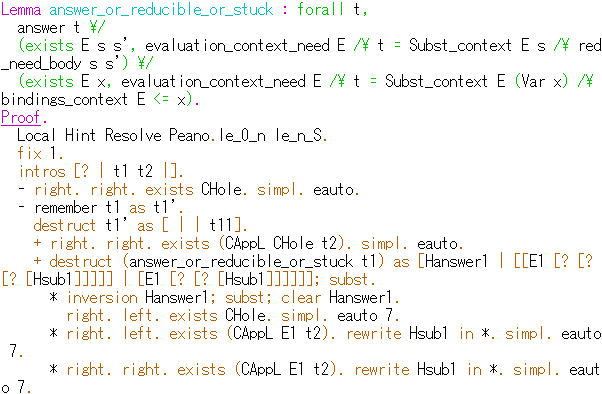 Lemma answer_or_reducible_or_stuck : forall t,
  answer t \/
  (exists E s s', evaluation_context_need E /\ t = Subst_context E s /\ red
_need_body s s') \/
  (exists E x, evaluation_context_need E /\ t = Subst_context E (Var x) /\
bindings_context E <= x).
Proof.
  Local Hint Resolve Peano.le_0_n le_n_S.
  fix 1.
  intros [? | t1 t2 |].
  - right. right. exists CHole. simpl. eauto.
  - remember t1 as t1'.
    destruct t1' as [ | | t11].
    + right. right. exists (CAppL CHole t2). simpl. eauto.
    + destruct (answer_or_reducible_or_stuck t1) as [Hanswer1 | [[E1 [? [?
[? [Hsub1]]]]] | [E1 [? [? [Hsub1]]]]]]; subst.
      * inversion Hanswer1; subst; clear Hanswer1.
        right. left. exists CHole. simpl. eauto 7.
      * right. left. exists (CAppL E1 t2). rewrite Hsub1 in *. simpl. eauto
 7.
      * right. right. exists (CAppL E1 t2). rewrite Hsub1 in *. simpl. eaut
o 7.